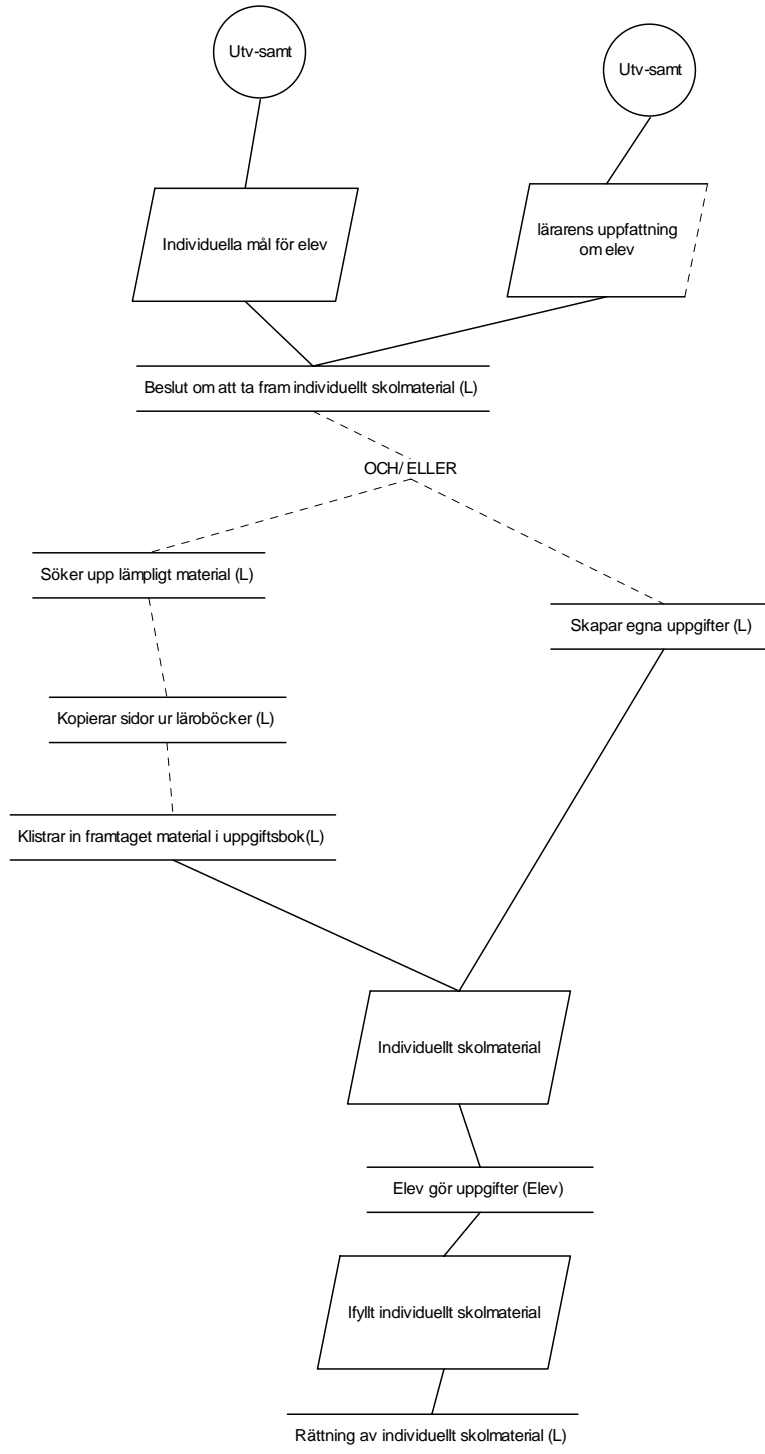 Utv-samt
Utv-samt
Individuella mål för elev
lärarens uppfattning
om elev
Beslut om att ta fram individuellt skolmaterial (L)
OCH/ ELLER
Söker upp lämpligt material (L)
Skapar egna uppgifter (L)
Kopierar sidor ur läroböcker (L)
Klistrar in framtaget material i uppgiftsbok(L)
Individuellt skolmaterial
Elev gör uppgifter (Elev)
Ifyllt individuellt skolmaterial
Rättning av individuellt skolmaterial (L)